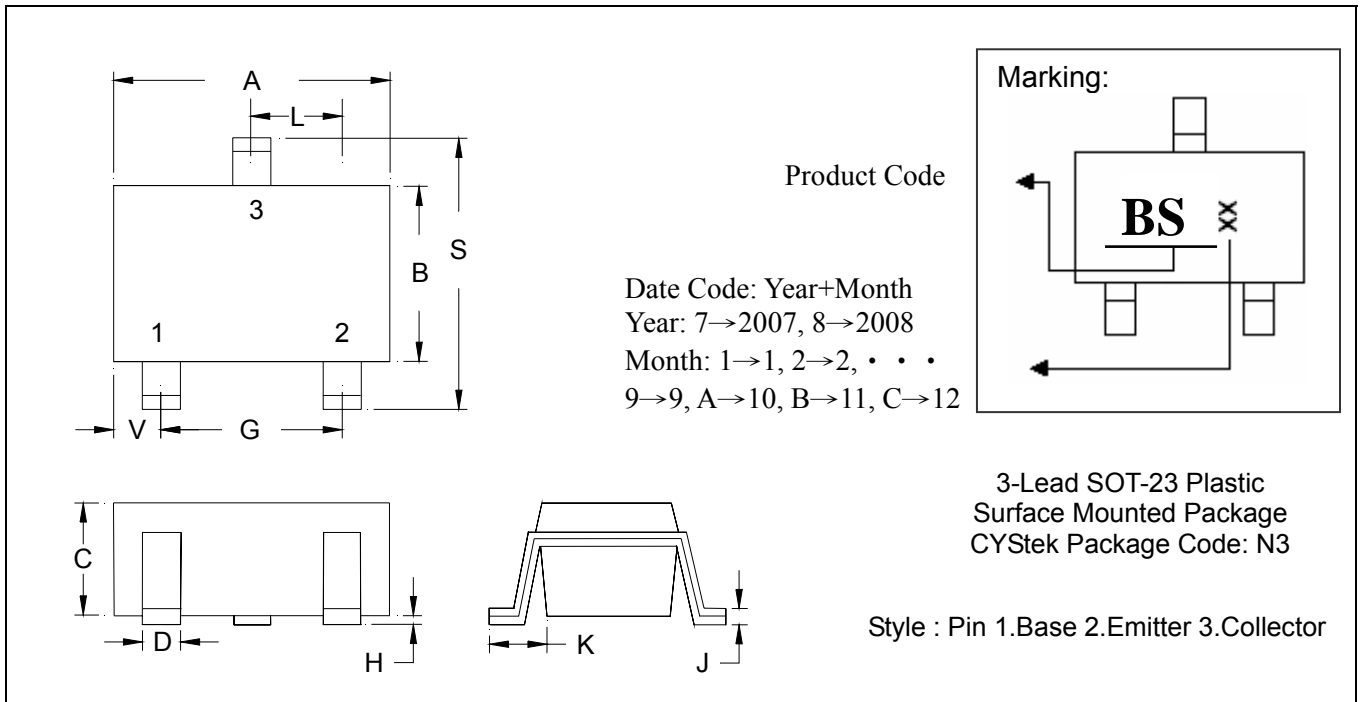 A
L
3
S
B
1
2
V
G
C
D
H
K
J
Product Code
Date Code: Year+Month
Year: 7→2007, 8→2008
Month: 1→1, 2→2, ・ ・ ・
9→9, A→10, B→11, C→12
Marking:
BS
XX
3-Lead SOT-23 Plastic
Surface Mounted Package
CYStek Package Code: N3
Style : Pin 1.Base 2.Emitter 3.Collector